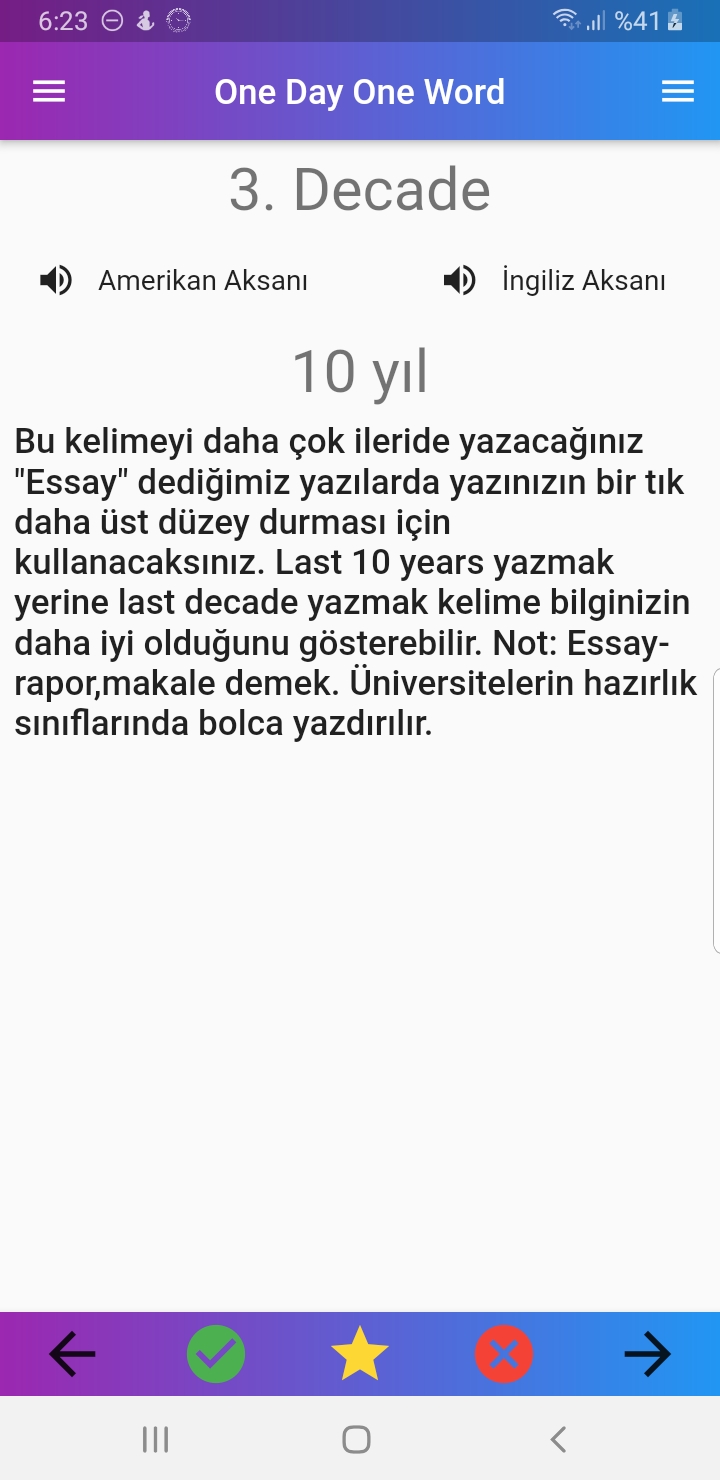 6:23
%41
One Day One Word
3. Decade
Amerikan Aksanı
İngiliz Aksanı
10 yıl
Bu kelimeyi daha çok ileride yazacağınız
"Essay" dediğimiz yazılarda yazınızın bir tık
daha üst düzey durması için
kullanacaksınız. Last 10 years yazmak
yerine last decade yazmak kelime bilginizin
daha iyi olduğunu gösterebilir. Not: Essay-
rapor,makale demek. Üniversitelerin hazırlık
sınıflarında bolca yazdırılır.